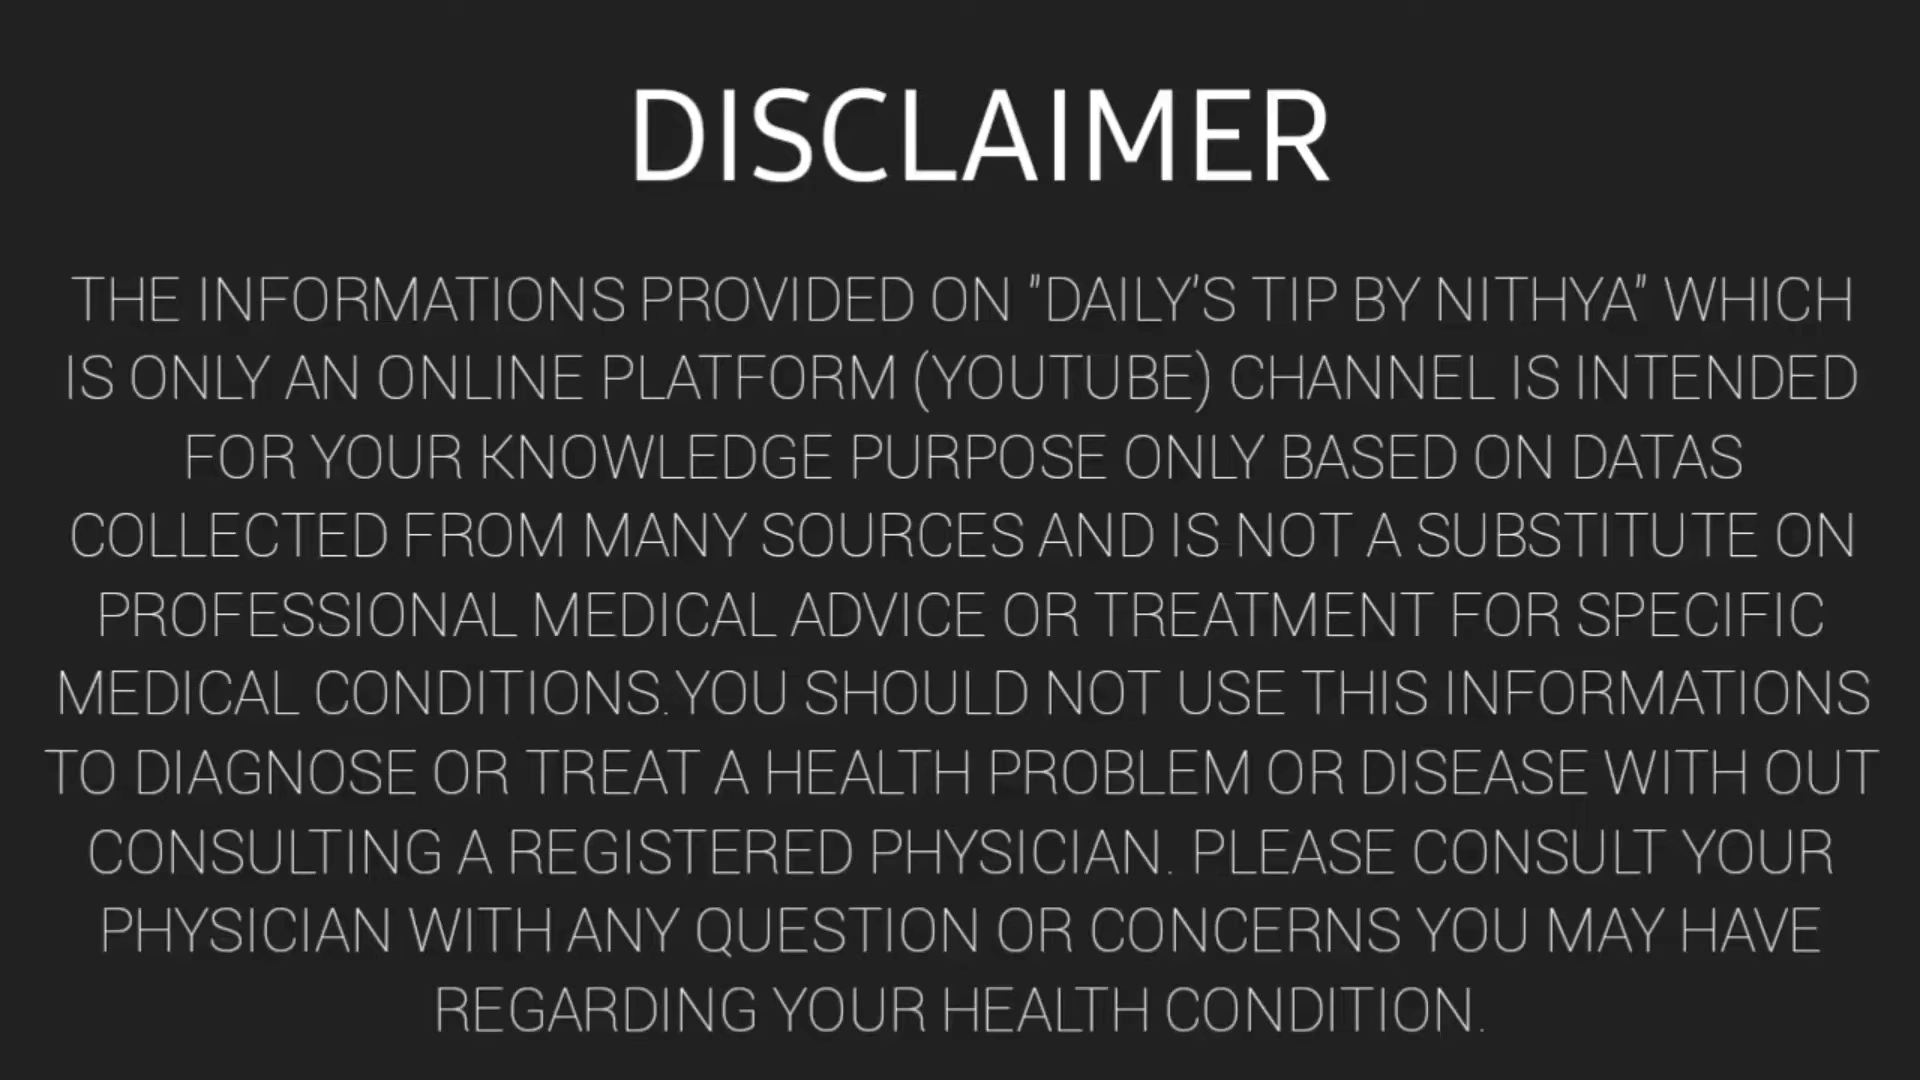 DISCLAIMER
THE INFORMATIONS PROVIDED ON "DAILY'S TIP BY NITHYA" WHICH
IS ONLY AN ONLINE PLATFORM (YOUTUBE) CHANNEL IS INTENDED
FOR YOUR KNOWLEDGE PURPOSE ONLY BASED ON DATAS
COLLECTED FROM MANY SOURCES AND IS NOT A SUBSTITUTE ON
PROFESSIONAL MEDICAL ADVICE OR TREATMENT FOR SPECIFIC
MEDICAL CONDITIONS.YOU SHOULD NOT USE THIS INFORMATIONS
TO DIAGNOSE OR TREAT A HEALTH PROBLEM OR DISEASE WITH OUT
CONSULTING A REGISTERED PHYSICIAN. PLEASE CONSULT YOUR
PHYSICIAN WITH ANY QUESTION OR CONCERNS YOU MAY HAVE
REGARDING YOUR HEALTH CONDITION.